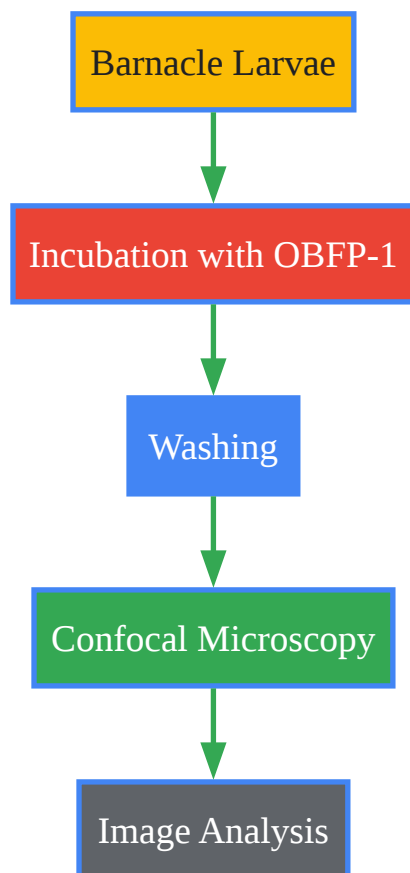 Barnacle Larvae
Incubation with OBFP-1
Washing
Confocal Microscopy
Image Analysis